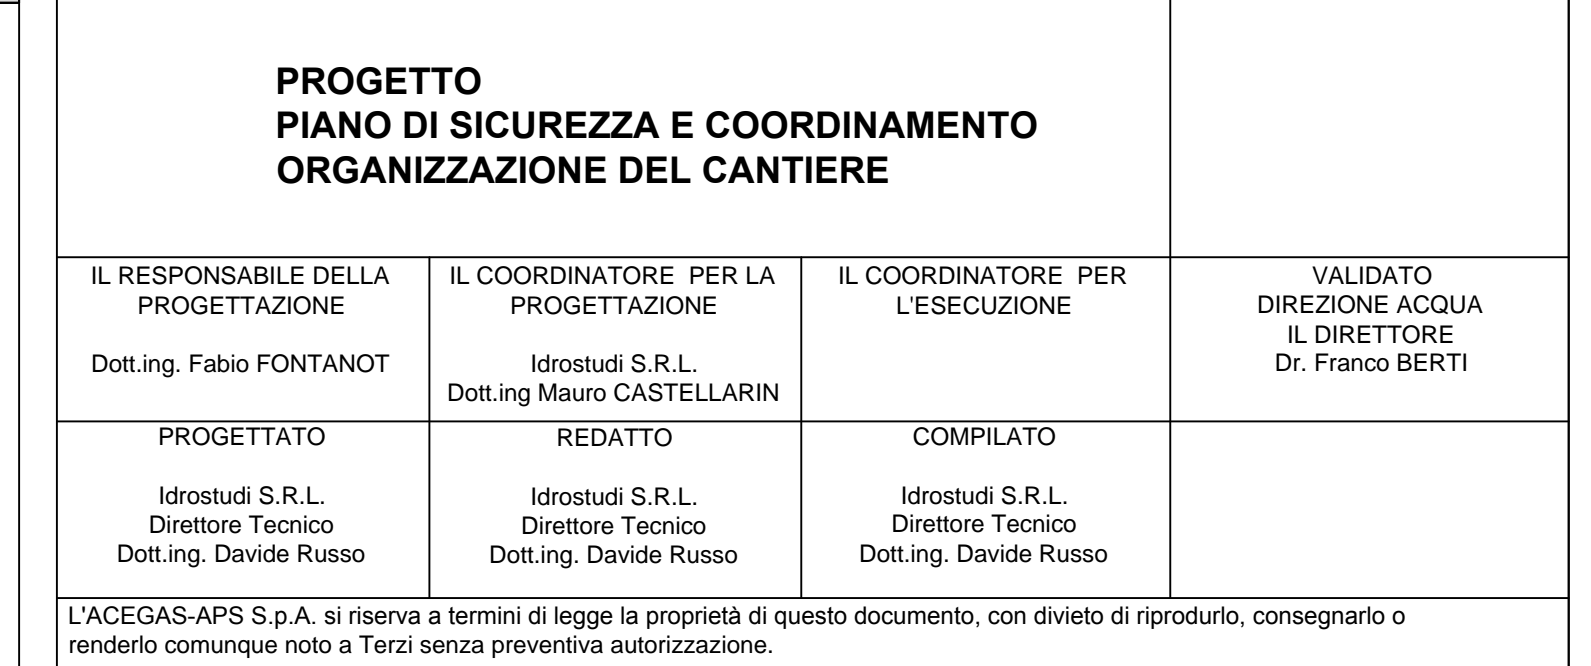 PROGETTO
PIANO DI SICUREZZA E COORDINAMENTO
ORGANIZZAZIONE DEL CANTIERE
IL RESPONSABILE DELLA
PROGETTAZIONE
Dott.ing. Fabio FONTANOT
IL COORDINATORE PER LA
PROGETTAZIONE
Idrostudi S.R.L.
Dott.ing Mauro CASTELLARIN
IL COORDINATORE PER
L'ESECUZIONE
VALIDATO
DIREZIONE ACQUA
IL DIRETTORE
Dr. Franco BERTI
PROGETTATO
Idrostudi S.R.L.
Direttore Tecnico
Dott.ing. Davide Russo
REDATTO
Idrostudi S.R.L.
Direttore Tecnico
Dott.ing. Davide Russo
COMPILATO
Idrostudi S.R.L.
Direttore Tecnico
Dott.ing. Davide Russo
L'ACEGAS-APS S.p.A. si riserva a termini di legge la proprietà di questo documento, con divieto di riprodurlo, consegnarlo o
renderlo comunque noto a Terzi senza preventiva autorizzazione.